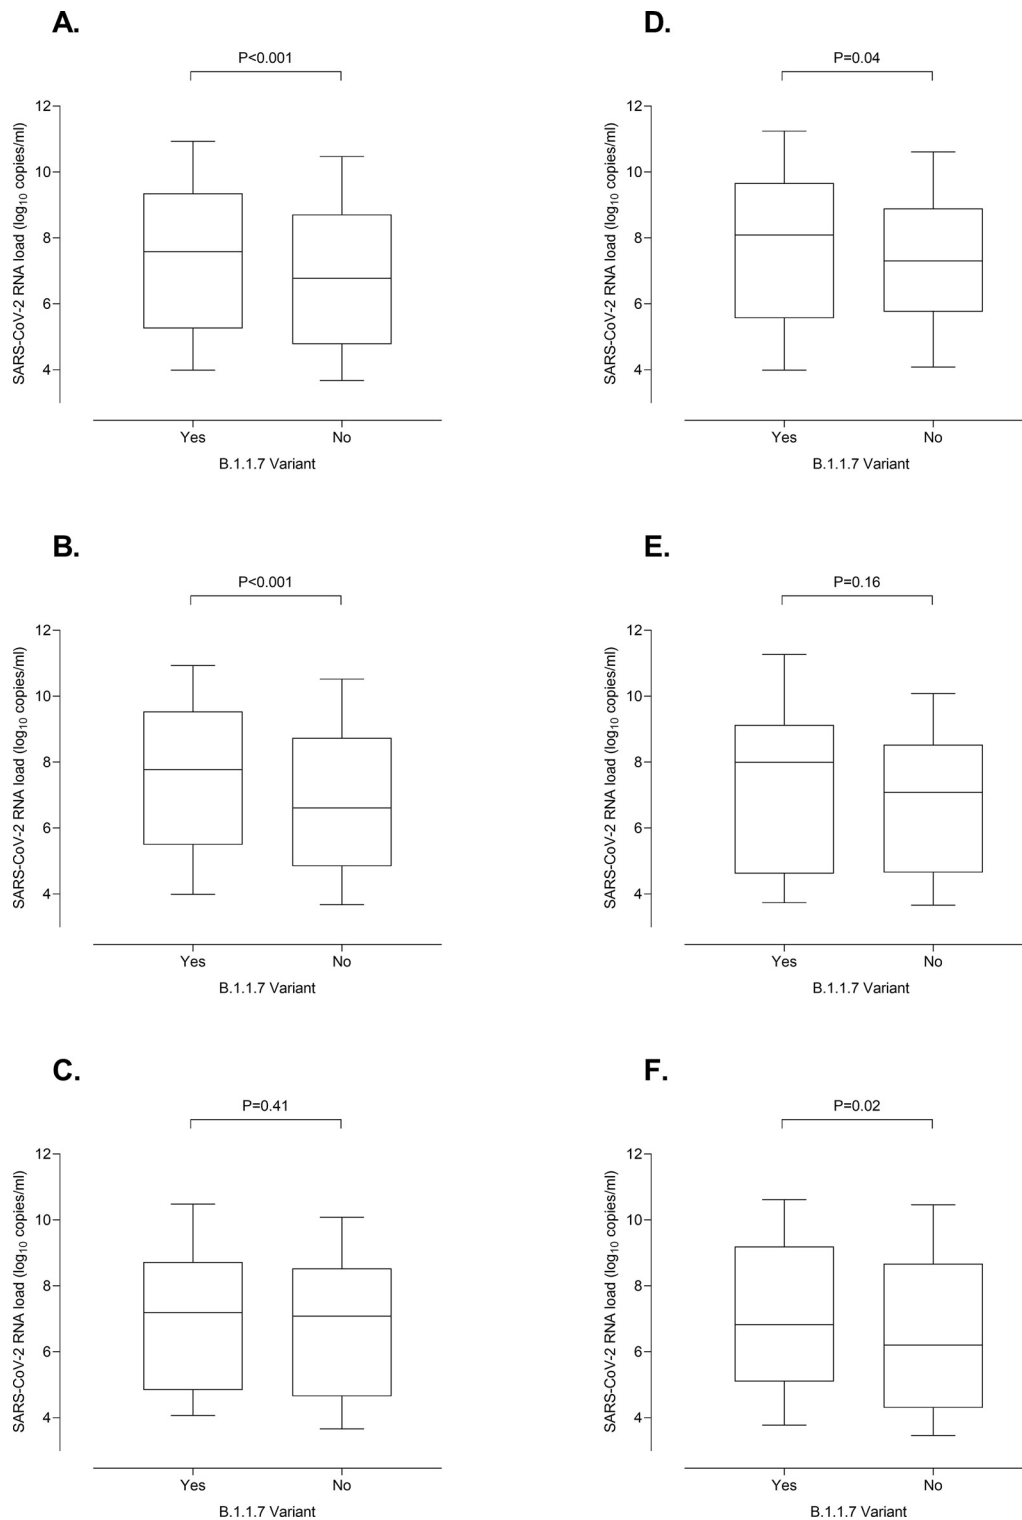 A.
P<0.001
12
10
8
6
4
SARS-CoV-2 RNA load (log10 copies/ml)
Yes No
B.1.1.7 Variant
D.
P=0.04
12
10
8
6
4
SARS-CoV-2 RNA load (log10 copies/ml)
Yes No
B.1.1.7 Variant
B.
P<0.001
12
10
8
6
4
SARS-CoV-2 RNA load (log10 copies/ml)
Yes No
B.1.1.7 Variant
E.
P=0.16
12
10
8
6
4
SARS-CoV-2 RNA load (log10 copies/ml)
Yes No
B.1.1.7 Variant
C.
P=0.41
12
10
8
6
4
SARS-CoV-2 RNA load (log10 copies/ml)
Yes No
B.1.1.7 Variant
F.
P=0.02
12
10
8
6
4
SARS-CoV-2 RNA load (log10 copies/ml)
Yes No
B.1.1.7 Variant